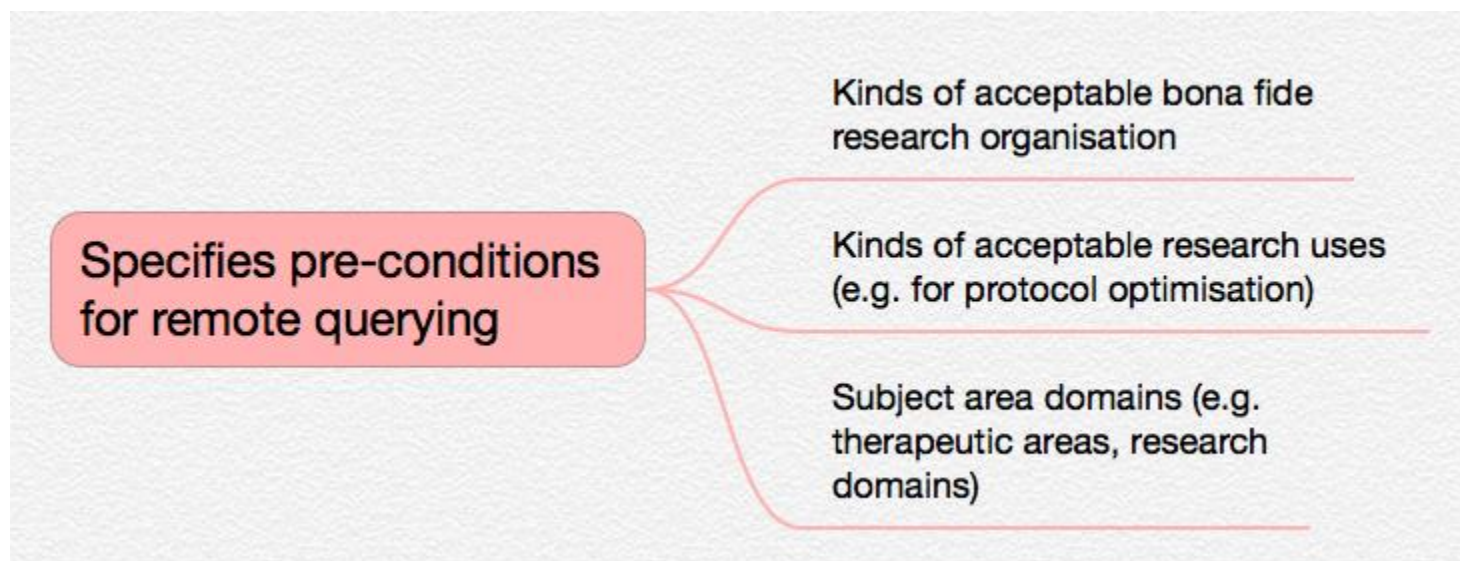 Specifies pre-conditions
for remote querying
Kinds of acceptable bona fide
research organisation
Kinds of acceptable research uses
(e.g. for protocol optimisation)
Subject area domains (e.g.
therapeutic areas, research
domains)